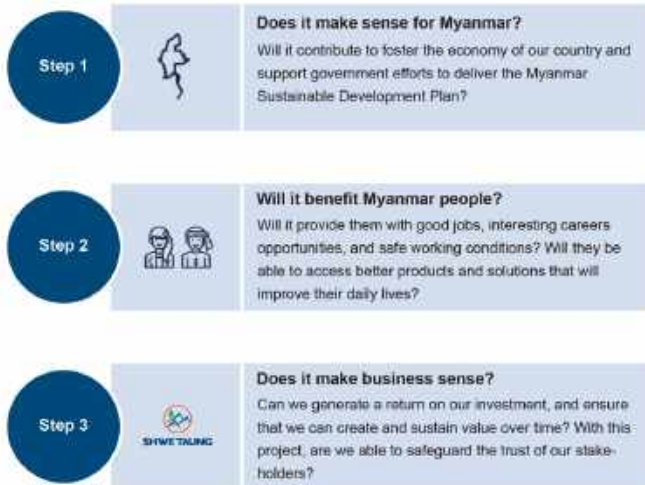 Step 1
Does it make sense for Myanmar?
Will it contribute to foster the economy of our country and
support government efforts to deliver the Myanmar
Sustainable Development Plan?
Step 2
Will it benefit Myanmar people?
Will it provide them with good jobs, interesting careers
opportunities, and safe working conditions? Will they be
able to access better products and solutions that will
improve their daily lives?
Step 3
SHWE TAUNG
Does it make business sense?
Can we generate a return on our investment, and ensure
that we can create and sustain value over time? With this
project, are we able to safeguard the trust of our stake-
holders?